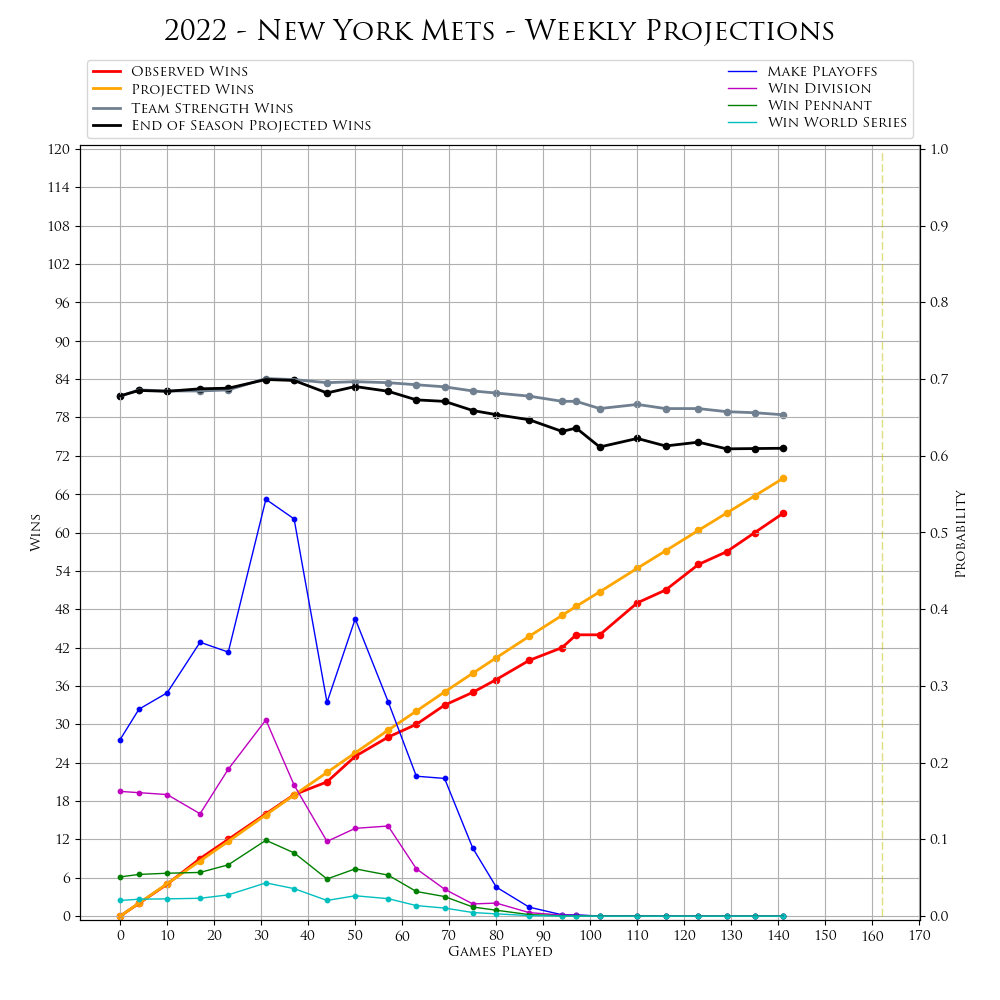 2022 - New York Mets - Weekly Projections
Observed Wins
Projected Wins
Team Strength Wins
End of Season Projected Wins
Make Playoffs
Win Division
Win Pennant
Win World Series
120
114
108
102
96
90
84
78
72
66
60
54
48
42
36
30
24
18
12
6
0
Wins
1.0
0.9
0.8
0.7
0.6
0.5
0.4
0.3
0.2
0.1
0.0
Probability
0 10 20 30 40 50 60 70 80 90 100 110 120 130 140 150 160 170
Games Played